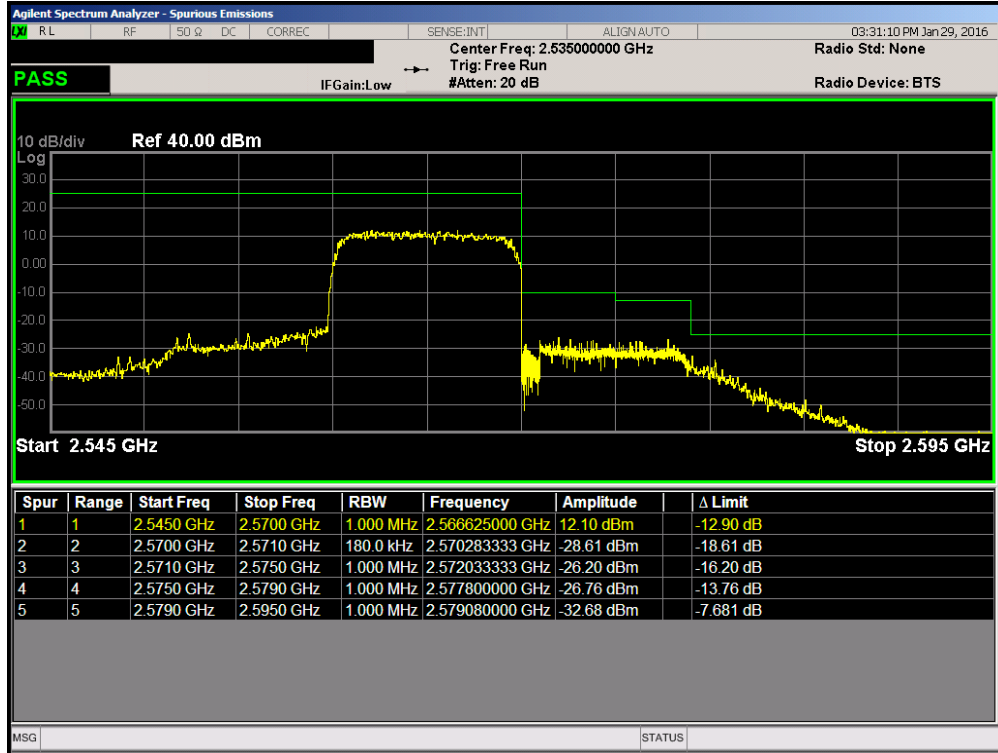 Agilent Spectrum Analyzer - Spurious Emissions
LXI RL RF 50 Ω DC CORREC SENSE:INT ALIGN AUTO 03:31:10 PM Jan 29, 2016
Center Freq: 2.535000000 GHz Radio Std: None
Trig: Free Run
PASS IFGain:Low #Atten: 20 dB Radio Device: BTS
10 dB/div Ref 40.00 dBm
Log
30.0
20.0
10.0
0.00
-10.0
-20.0
-30.0
-40.0
-50.0
Start 2.545 GHz Stop 2.595 GHz
Spur Range Start Freq Stop Freq RBW Frequency Amplitude Δ Limit
1 1 2.5450 GHz 2.5700 GHz 1.000 MHz 2.566625000 GHz 12.10 dBm -12.90 dB
2 2 2.5700 GHz 2.5710 GHz 180.0 kHz 2.570283333 GHz -28.61 dBm -18.61 dB
3 3 2.5710 GHz 2.5750 GHz 1.000 MHz 2.572033333 GHz -26.20 dBm -16.20 dB
4 4 2.5750 GHz 2.5790 GHz 1.000 MHz 2.577800000 GHz -26.76 dBm -13.76 dB
5 5 2.5790 GHz 2.5950 GHz 1.000 MHz 2.579080000 GHz -32.68 dBm -7.681 dB
MSG STATUS